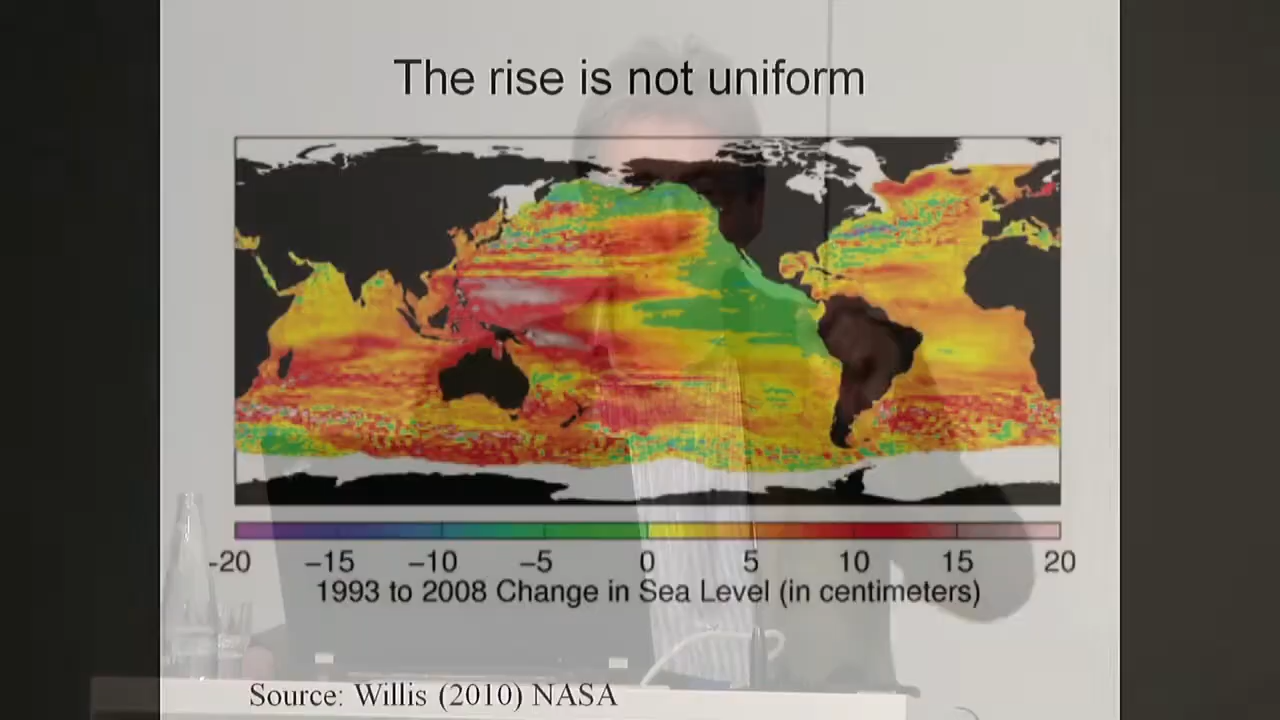 The rise is not uniform
-20 −15 −10 −5 0 5 10 15 20
1993 to 2008 Change in Sea Level (in centimeters)
Source: Willis (2010) NASA